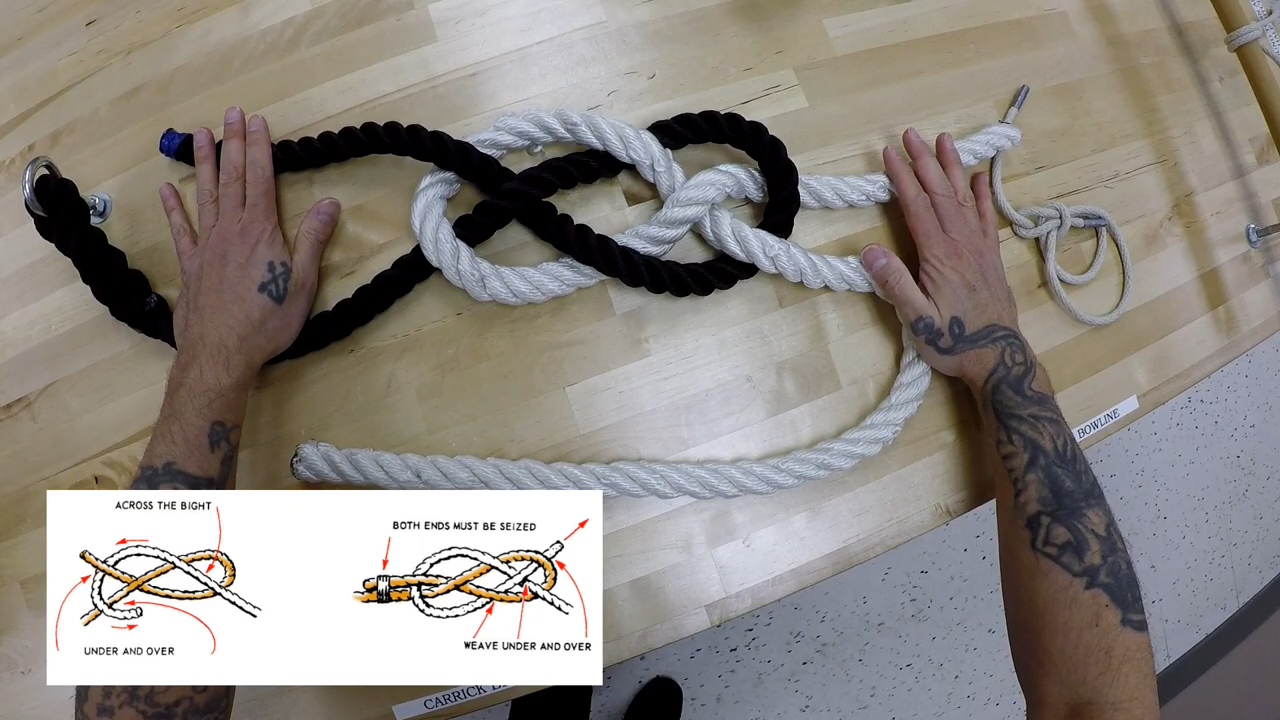 BOWLINE
ACROSS THE BIGHT
BOTH ENDS MUST BE SEIZED
UNDER AND OVER
WEAVE UNDER AND OVER
CARRICK